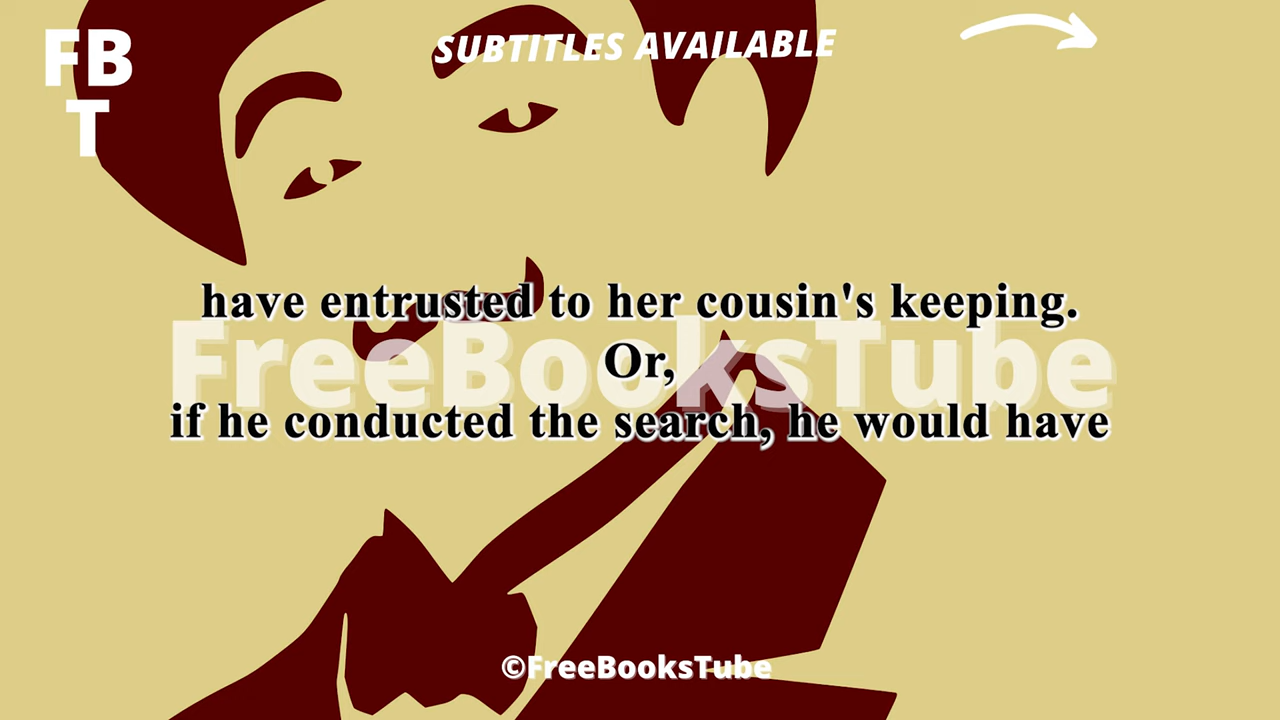 FB
T
SUBTITLES AVAILABLE
have entrusted to her cousin's keeping.
Or,
if he conducted the search, he would have
FreeBooksTube
©FreeBooksTube